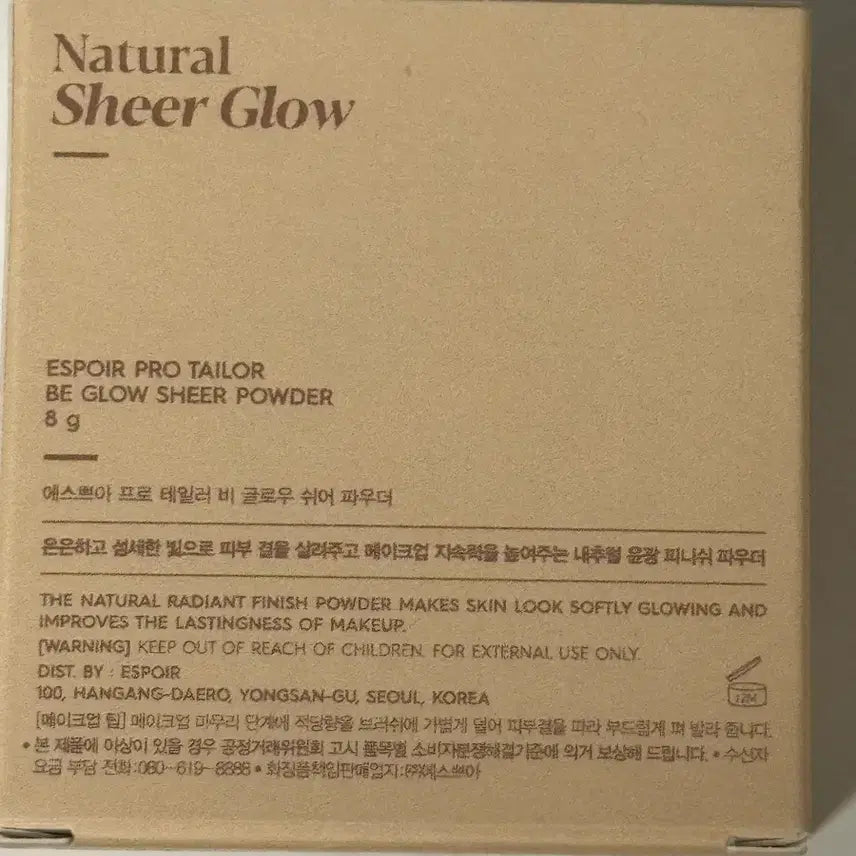 Natural
Sheer Glow
ESPOIR PRO TAILOR
BE GLOW SHEER POWDER
8 g
에스쁘아 프로 테일러 비 글로우 쉬어 파우더
은은하고 섬세한 빛으로 피부 결을 살려주고 메이크업 지속력을 높여주는 내추럴 윤광 피니쉬 파우더
THE NATURAL RADIANT FINISH POWDER MAKES SKIN LOOK SOFTLY GLOWING AND
IMPROVES THE LASTINGNESS OF MAKEUP.
[WARNING] KEEP OUT OF REACH OF CHILDREN. FOR EXTERNAL USE ONLY.
DIST. BY : ESPOIR
100, HANGANG-DAERO, YONGSAN-GU, SEOUL, KOREA
[메이크업 팁] 메이크업 마무리 단계에 적당량을 브러쉬에 가볍게 덜어 피부결을 따라 부드럽게 펴 발라 줍니다.
• 본 제품에 이상이 있을 경우 공정거래위원회 고시 품목별 소비자분쟁해결기준에 의거 보상해 드립니다. • 수신자
요금 부담 전화:080-619-8888 • 화장품책임판매업자:㈜에스쁘아